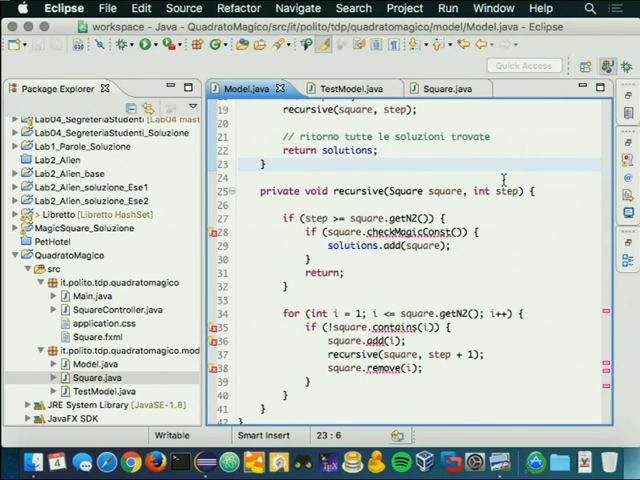 Eclipse File Edit Source Refactor Navigate Search Project Run Window Help
workspace - Java - QuadratoMagico/src/it/polito/tdp/quadratomagico/model/Model.java - Eclipse
Quick Access
Package Explorer
Lab04_SegreteriaStudenti (Lab04 mast
Lab04_SegreteriaStudenti_Soluzione
Lab1_Parole_Soluzione
Lab2_Alien
Lab2_Alien_base
Lab2_Alien_soluzione_Ese1
Lab2_Alien_soluzione_Ese2
> Libretto (Libretto HashSet)
MagicSquare_Soluzione
PetHotel
QuadratoMagico
src
it.polito.tdp.quadratomagico
Main.java
SquareController.java
application.css
Square.fxml
it.polito.tdp.quadratomagico.mod
Model.java
Square.java
TestModel.java
JRE System Library [JavaSE-1.8]
JavaFX SDK
Model.java TestModel.java Square.java
19 recursive(square, step);
20
21 // ritorno tutte le soluzioni trovate
22 return solutions;
23 }
24
25 private void recursive(Square square, int step) {
26
27 if (step >= square.getN2()) {
28 if (square.checkMagicConst()) {
29 solutions.add(square);
30 }
31 return;
32 }
33
34 for (int i = 1; i <= square.getN2(); i++) {
35 if (!square.contains(i)) {
36 square.add(i);
37 recursive(square, step + 1);
38 square.remove(i);
39 }
40 }
41 }
42 }
Writable Smart Insert 23 : 6